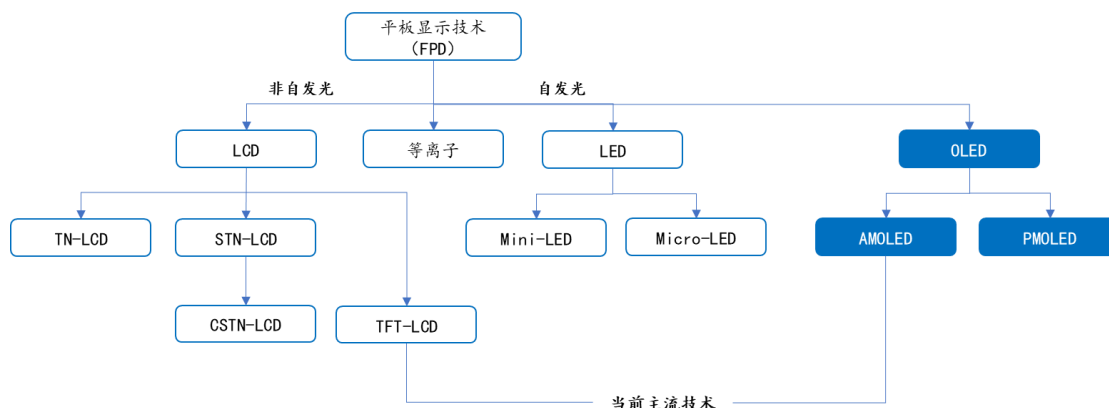 平板显示技术
(FPD)
非自发光
自发光
LCD
等离子
LED
OLED
TN-LCD
STN-LCD
Mini-LED
Micro-LED
AMOLED
PMOLED
CSTN-LCD
TFT-LCD
当前主流技术